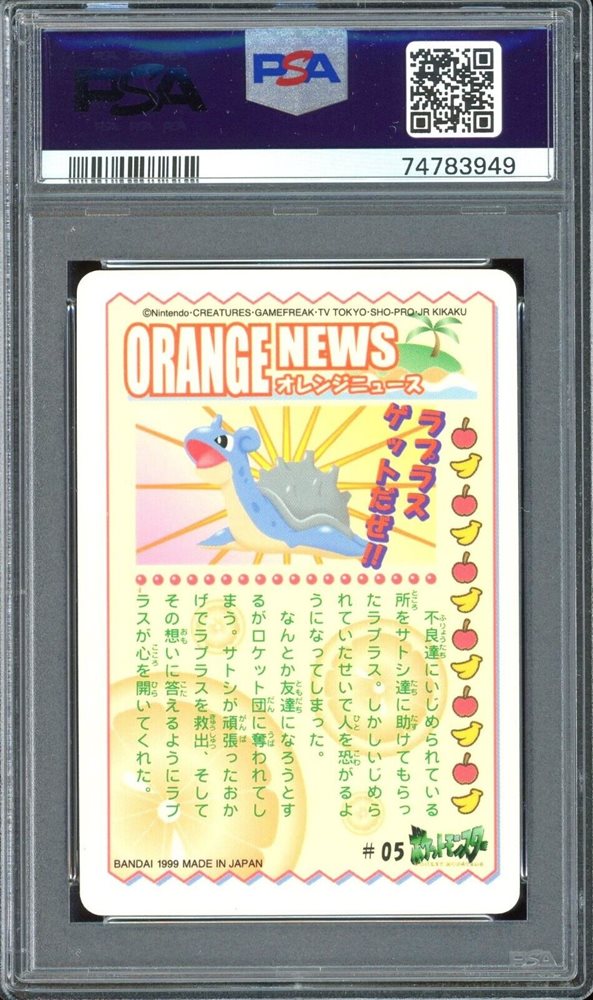 PSA
PSA
74783949
©Nintendo・CREATURES・GAMEFREAK・TV TOKYO・SHO-PRO・JR KIKAKU
ORANGE NEWS
オレンジニュース
ラプラス
ゲットだぜ!!
不良達にいじめられている
所をサトシ達に助けてもらっ
たラプラス。しかしいじめら
れていたせいで人を恐がるよ
うになってしまった。
なんとか友達になろうとす
るがロケット団に奪われてし
まう。サトシが頑張ったおか
げでラプラスを救出、そして
その想いに答えるようにラプ
ラスが心を開いてくれた。
BANDAI 1999 MADE IN JAPAN
#05
ポケットモンスター
PSA